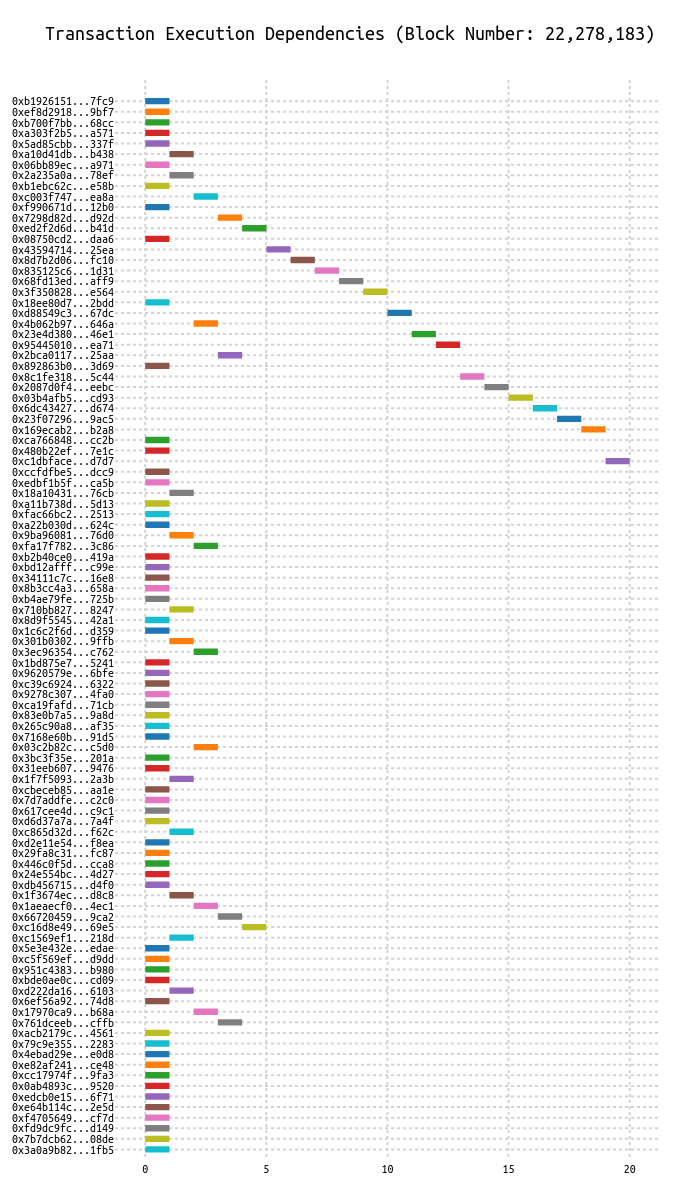 Transaction Execution Dependencies (Block Number: 22,278,183)
0xb1926151...7fc9
0xef8d2918...9bf7
0xb700f7bb...68cc
0xa303f2b5...a571
0x5ad85cbb...337f
0xa10d41db...b438
0x06bb89ec...a971
0x2a235a0a...78ef
0xb1ebc62c...e58b
0xc003f747...ea8a
0xf990671d...12b0
0x7298d82d...d92d
0xed2f2d6d...b41d
0x08750cd2...daa6
0x43594714...25ea
0x8d7b2d06...fc10
0x835125c6...1d31
0x68fd13ed...aff9
0x3f350828...e564
0x18ee80d7...2bdd
0xd88549c3...67dc
0x4b062b97...646a
0x23e4d380...46e1
0x95445010...ea71
0x2bca0117...25aa
0x892863b0...3d69
0x8c1fe318...5c44
0x2087d0f4...eebc
0x03b4afb5...cd93
0x6dc43427...d674
0x23f07296...9ac5
0x169ecab2...b2a8
0xca766848...cc2b
0x480b22ef...7e1c
0xc1dbface...d7d7
0xccfdfbe5...dcc9
0xedbf1b5f...ca5b
0x18a10431...76cb
0xa11b738d...5d13
0xfac66bc2...2513
0xa22b030d...624c
0x9ba96081...76d0
0xfa17f782...3c86
0xb2b40ce0...419a
0xbd12afff...c99e
0x34111c7c...16e8
0x8b3cc4a3...658a
0xb4ae79fe...725b
0x710bb827...8247
0x8d9f5545...42a1
0x1c6c2f6d...d359
0x301b0302...9ffb
0x3ec96354...c762
0x1bd875e7...5241
0x9620579e...6bfe
0xc39c6924...6322
0x9278c307...4fa0
0xca19fafd...71cb
0x83e0b7a5...9a8d
0x265c90a8...af35
0x7168e60b...91d5
0x03c2b82c...c5d0
0x3bc3f35e...201a
0x31eeb607...9476
0x1f7f5093...2a3b
0xcbeceb85...aa1e
0x7d7addfe...c2c0
0x617cee4d...c9c1
0xd6d37a7a...7a4f
0xc865d32d...f62c
0xd2e11e54...f8ea
0x29fa8c31...fc87
0x446c0f5d...cca8
0x24e554bc...4d27
0xdb456715...d4f0
0x1f3674ec...d8c8
0x1aeaecf0...4ec1
0x66720459...9ca2
0xc16d8e49...69e5
0xc1569ef1...218d
0x5e3e432e...edae
0xc5f569ef...d9dd
0x951c4383...b980
0xbde0ae0c...cd09
0xd222da16...6103
0x6ef56a92...74d8
0x17970ca9...b68a
0x761dceeb...cffb
0xacb2179c...4561
0x79c9e355...2283
0x4ebad29e...e0d8
0xe82af241...ce48
0xcc17974f...9fa3
0x0ab4893c...9520
0xedcb0e15...6f71
0xe64b114c...2e5d
0xf4705649...cf7d
0xfd9dc9fc...d149
0x7b7dcb62...08de
0x3a0a9b82...1fb5
0 5 10 15 20